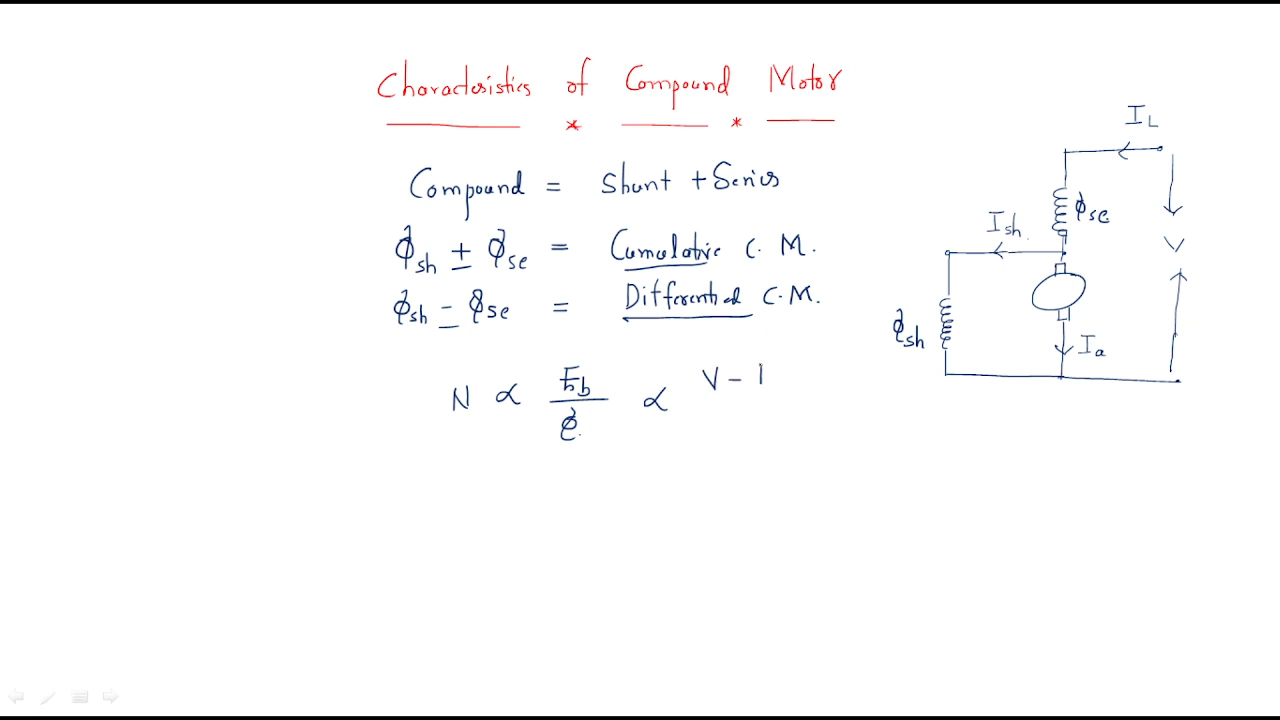 Characteristics of Compound Motor
Compound = Shunt + Series
ϕsh ± ϕse = Cumulative C.M.
ϕsh - ϕse = Differential C.M.
N ∝ Eb/ϕ ∝ V - I
IL
ϕse
Ish
V
ϕsh
Ia